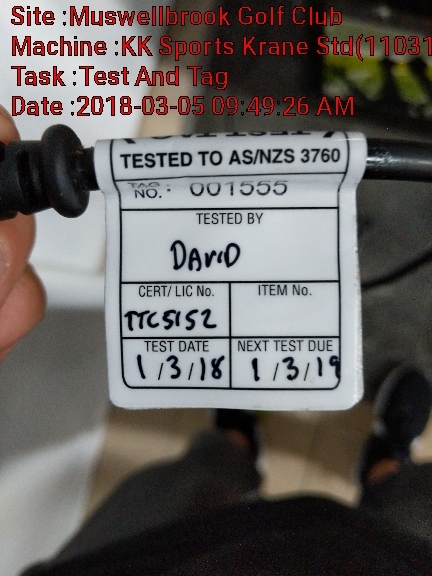 Site :Muswellbrook Golf Club
Machine :KK Sports Krane Std(11031
Task :Test And Tag
Date :2018-03-05 09:49:26 AM
TESTED TO AS/NZS 3760
TAG NO. : 001555
TESTED BY
DAVID
CERT/ LIC No. ITEM No.
TTC5152
TEST DATE NEXT TEST DUE
1/3/18 1/3/19